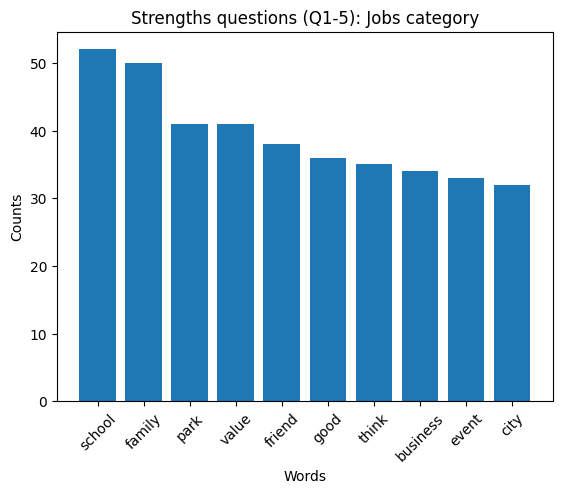 Strengths questions (Q1-5): Jobs category
Counts
50
40
30
20
10
0
school
family
park
value
friend
good
think
business
event
city
Words